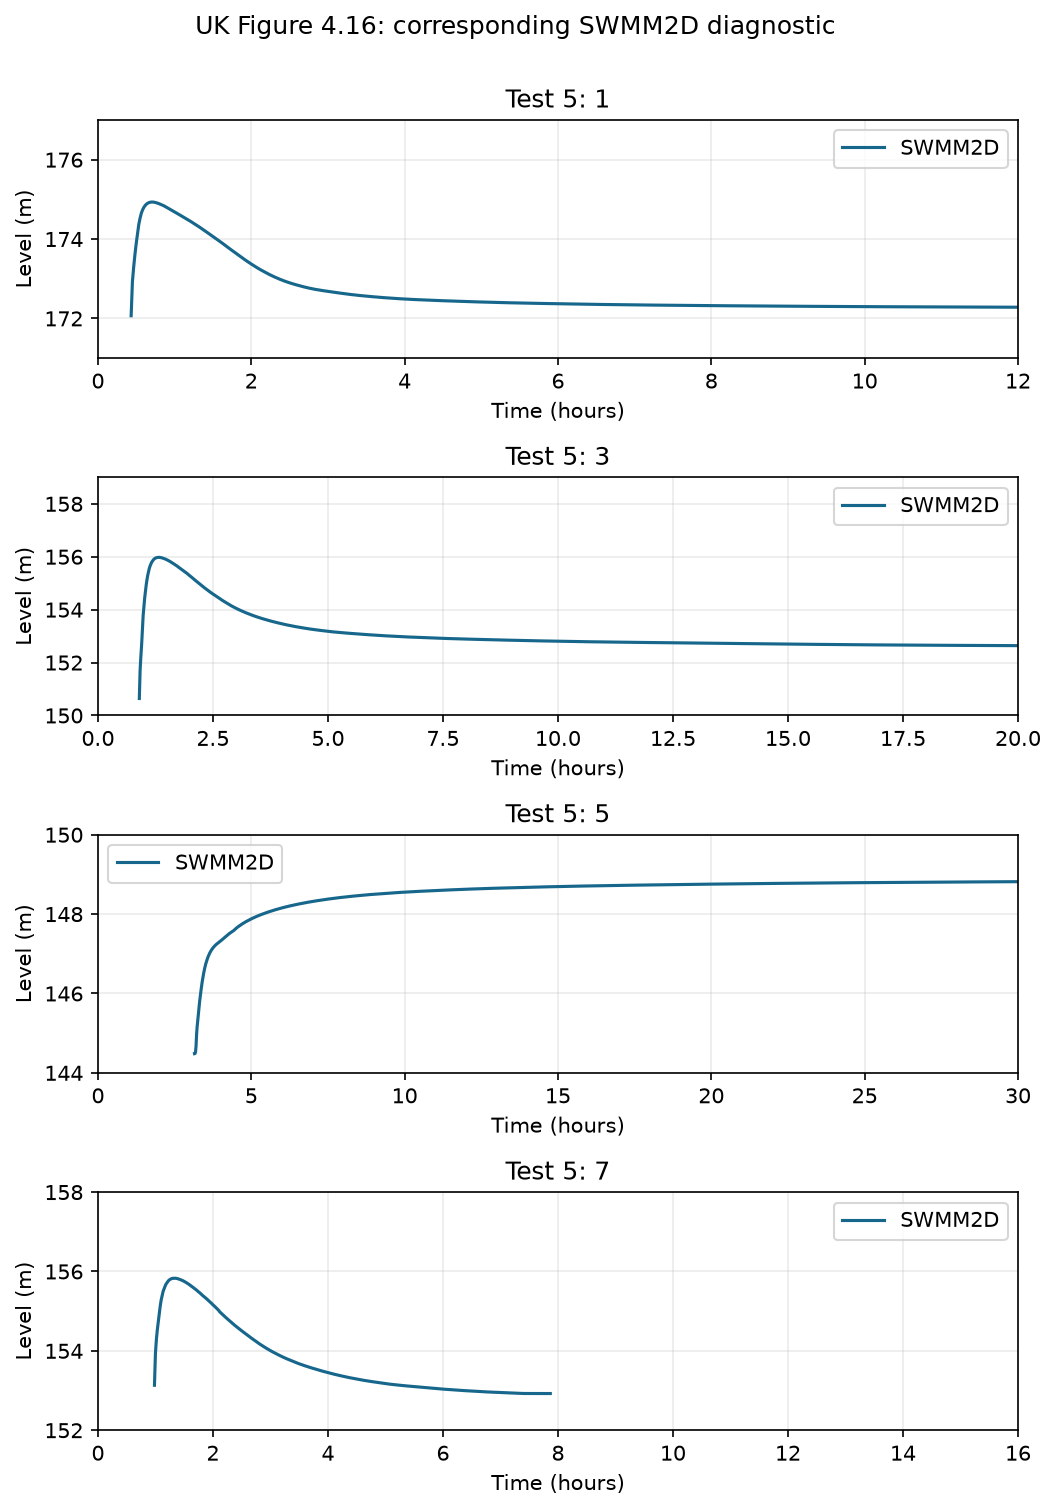 UK Figure 4.16: corresponding SWMM2D diagnostic
Test 5: 1
SWMM2D
Level (m)
176
174
172
0 2 4 6 8 10 12
Time (hours)
Test 5: 3
SWMM2D
Level (m)
158
156
154
152
150
0.0 2.5 5.0 7.5 10.0 12.5 15.0 17.5 20.0
Time (hours)
Test 5: 5
SWMM2D
Level (m)
150
148
146
144
0 5 10 15 20 25 30
Time (hours)
Test 5: 7
SWMM2D
Level (m)
158
156
154
152
0 2 4 6 8 10 12 14 16
Time (hours)